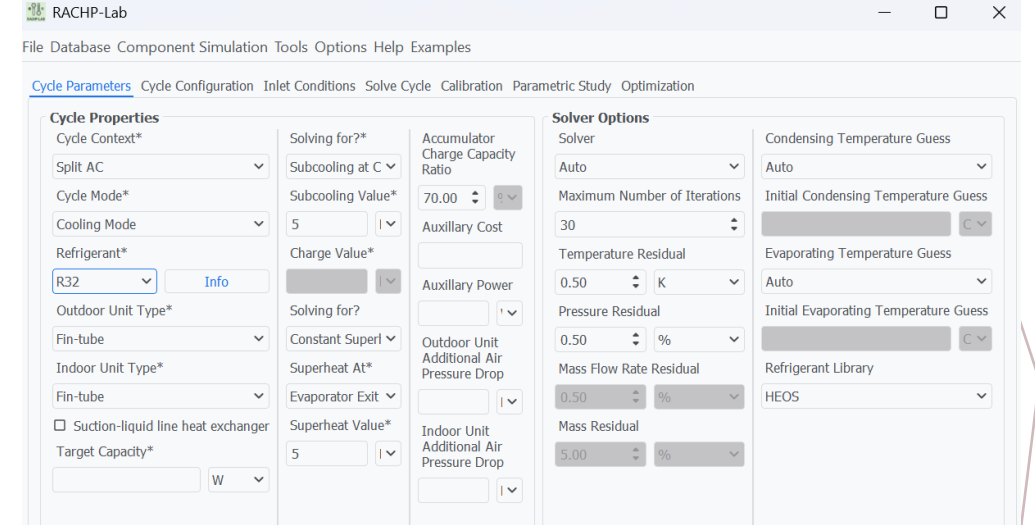 RACHP-Lab
File Database Component Simulation Tools Options Help Examples
Cycle Parameters Cycle Configuration Inlet Conditions Solve Cycle Calibration Parametric Study Optimization
Cycle Properties
Cycle Context*
Split AC
Cycle Mode*
Cooling Mode
Refrigerant*
R32 Info
Outdoor Unit Type*
Fin-tube
Indoor Unit Type*
Fin-tube
Suction-liquid line heat exchanger
Target Capacity*
W
Solving for?*
Subcooling at C
Subcooling Value*
5
Charge Value*
Solving for?
Constant Superl
Superheat At*
Evaporator Exit
Superheat Value*
5
Accumulator
Charge Capacity
Ratio
70.00
Auxillary Cost
Auxillary Power
Outdoor Unit
Additional Air
Pressure Drop
Indoor Unit
Additional Air
Pressure Drop
Solver Options
Solver
Auto
Maximum Number of Iterations
30
Temperature Residual
0.50 K
Pressure Residual
0.50 %
Mass Flow Rate Residual
0.50 %
Mass Residual
5.00 %
Condensing Temperature Guess
Auto
Initial Condensing Temperature Guess
C
Evaporating Temperature Guess
Auto
Initial Evaporating Temperature Guess
C
Refrigerant Library
HEOS